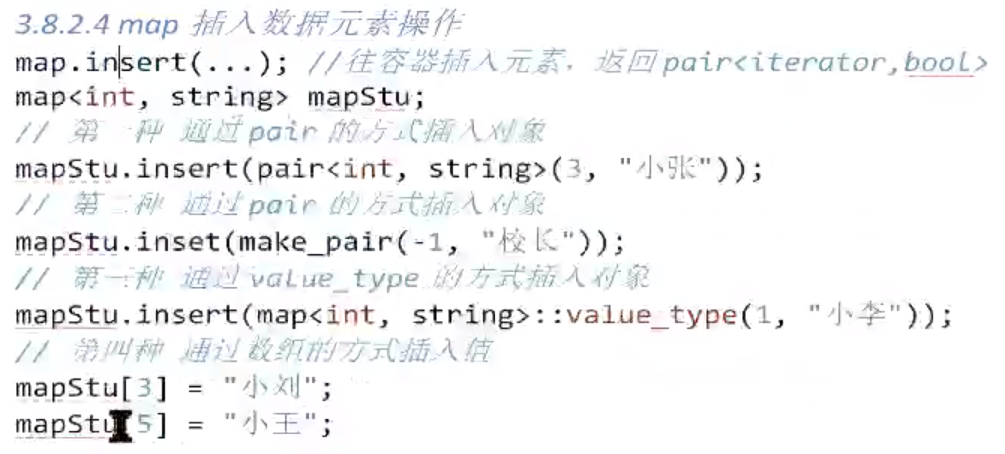 3.8.2.4 map 插入数据元素操作
map.insert(...); //往容器插入元素，返回pair<iterator,bool>
map<int, string> mapStu;
// 第一种 通过pair的方式插入对象
mapStu.insert(pair<int, string>(3, "小张"));
// 第二种 通过pair的方式插入对象
mapStu.inset(make_pair(-1, "校长"));
// 第三种 通过value_type的方式插入对象
mapStu.insert(map<int, string>::value_type(1, "小李"));
// 第四种 通过数组的方式插入值
mapStu[3] = "小刘";
mapStu[5] = "小王";